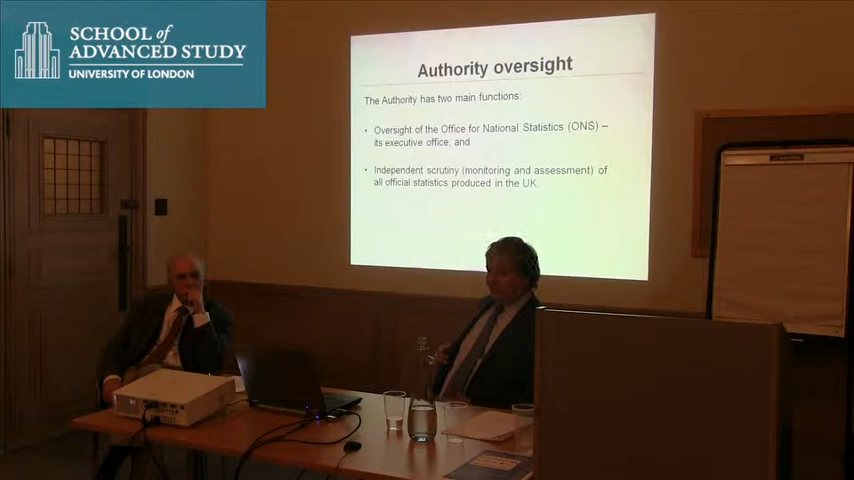 SCHOOL of
ADVANCED STUDY
UNIVERSITY OF LONDON
Authority oversight
The Authority has two main functions:
• Oversight of the Office for National Statistics (ONS) –
its executive office; and
• Independent scrutiny (monitoring and assessment) of
all official statistics produced in the UK.